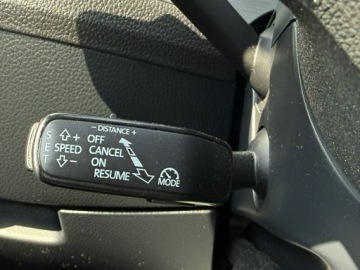 - DISTANCE +
S E T
+
SPEED
-
OFF
CANCEL
ON
RESUME
MODE